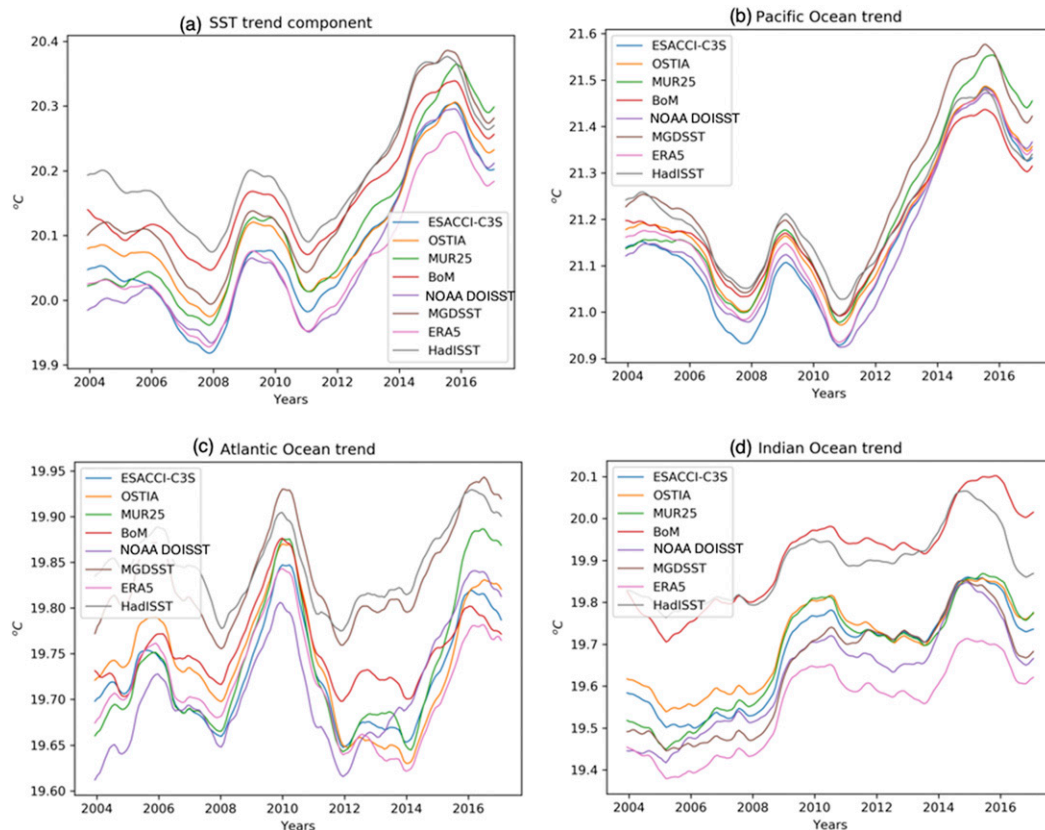 (a) SST trend component
20.4
20.3
20.2
20.1
20.0
19.9
°C
ESACCI-C3S
OSTIA
MUR25
BoM
NOAA DOISST
MGDSST
ERA5
HadISST
2004 2006 2008 2010 2012 2014 2016
Years
(b) Pacific Ocean trend
21.6
21.5
21.4
21.3
21.2
21.1
21.0
20.9
°C
ESACCI-C3S
OSTIA
MUR25
BoM
NOAA DOISST
MGDSST
ERA5
HadISST
2004 2006 2008 2010 2012 2014 2016
Years
(c) Atlantic Ocean trend
19.95
19.90
19.85
19.80
19.75
19.70
19.65
19.60
°C
ESACCI-C3S
OSTIA
MUR25
BoM
NOAA DOISST
MGDSST
ERA5
HadISST
2004 2006 2008 2010 2012 2014 2016
Years
(d) Indian Ocean trend
20.1
20.0
19.9
19.8
19.7
19.6
19.5
19.4
°C
ESACCI-C3S
OSTIA
MUR25
BoM
NOAA DOISST
MGDSST
ERA5
HadISST
2004 2006 2008 2010 2012 2014 2016
Years